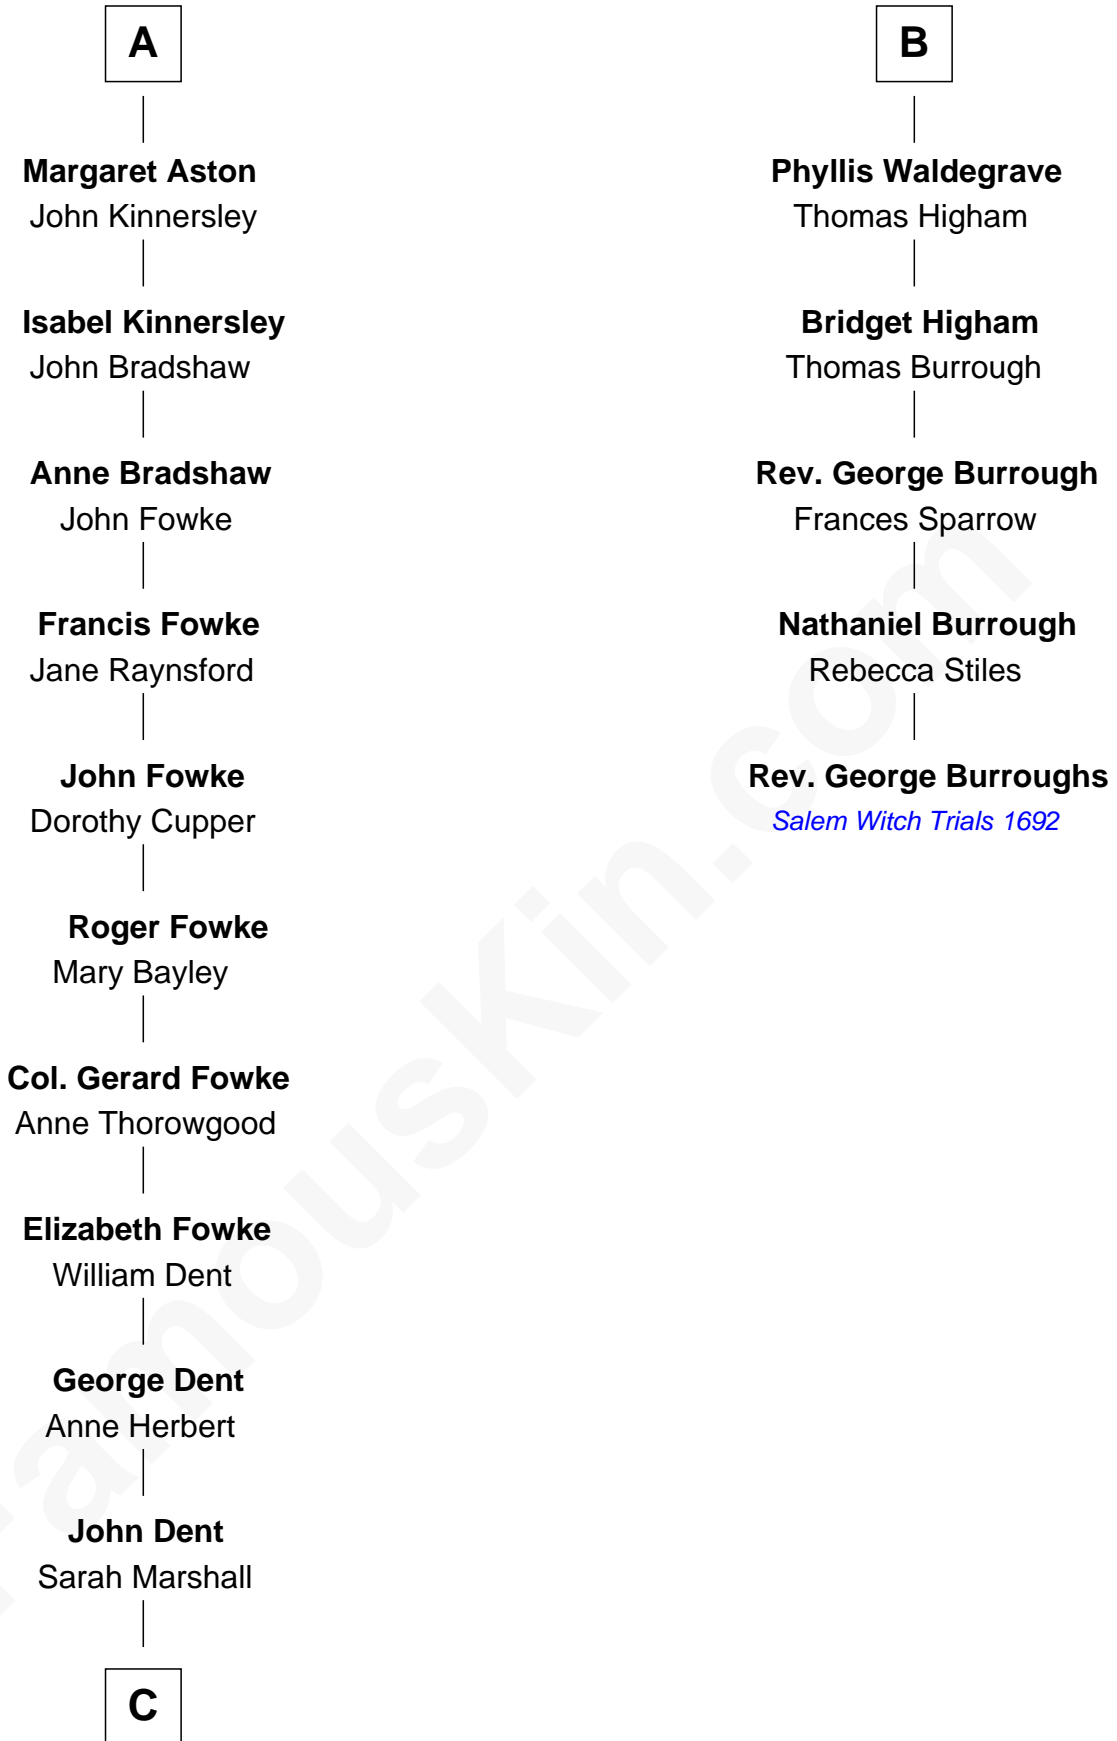 A
Margaret Aston
John Kinnersley
Isabel Kinnersley
John Bradshaw
Anne Bradshaw
John Fowke
Francis Fowke
Jane Raynsford
John Fowke
Dorothy Cupper
Roger Fowke
Mary Bayley
Col. Gerard Fowke
Anne Thorowgood
Elizabeth Fowke
William Dent
George Dent
Anne Herbert
John Dent
Sarah Marshall
C
B
Phyllis Waldegrave
Thomas Higham
Bridget Higham
Thomas Burrough
Rev. George Burrough
Frances Sparrow
Nathaniel Burrough
Rebecca Stiles
Rev. George Burroughs
Salem Witch Trials 1692
FamousKin.com